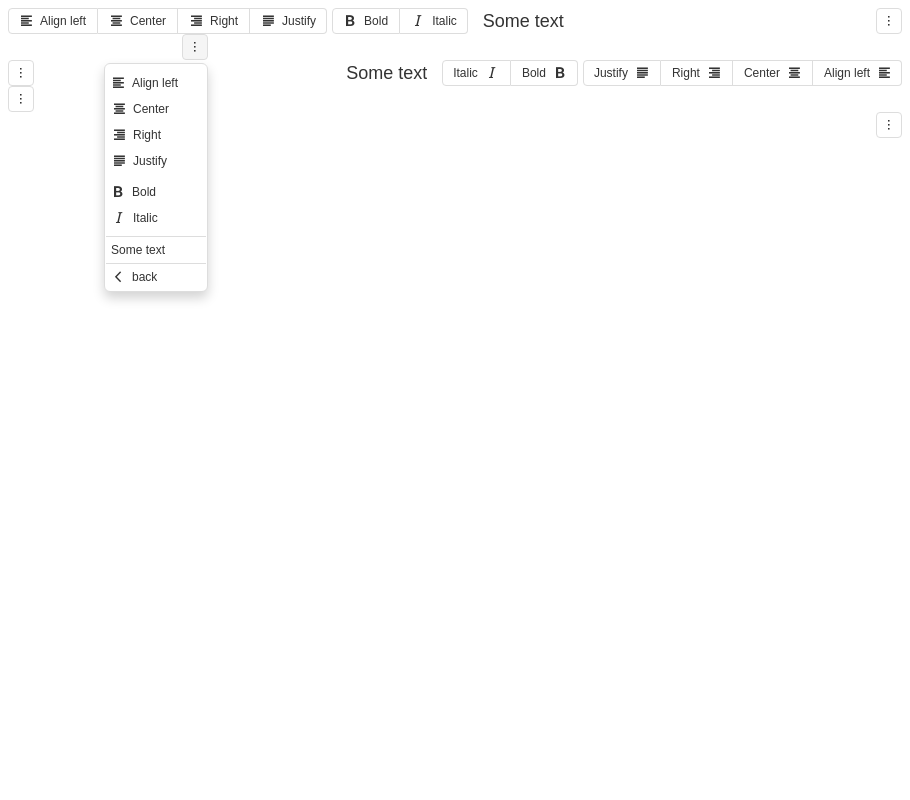 Align left Center Right Justify Bold Italic Some text
Some text Italic Bold Justify Right Center Align left
Align left
Center
Right
Justify
Bold
Italic
Some text
back